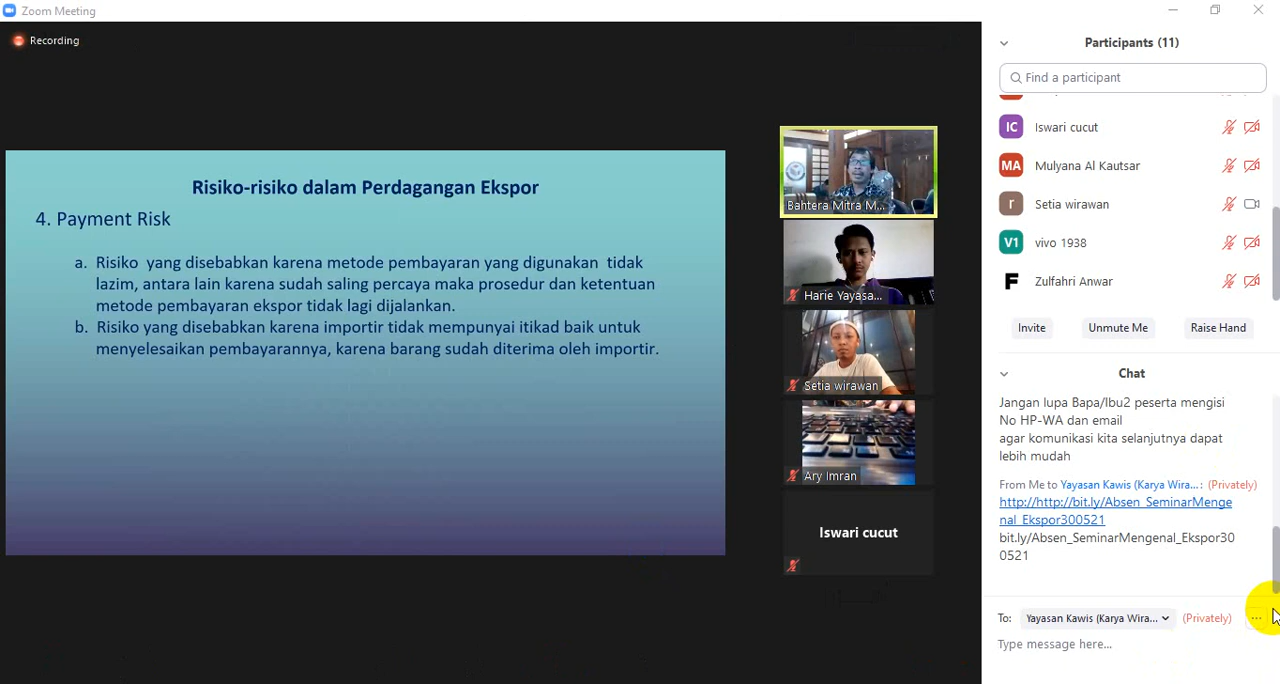 Zoom Meeting
Recording
Risiko-risiko dalam Perdagangan Ekspor
4. Payment Risk
a. Risiko yang disebabkan karena metode pembayaran yang digunakan tidak
lazim, antara lain karena sudah saling percaya maka prosedur dan ketentuan
metode pembayaran ekspor tidak lagi dijalankan.
b. Risiko yang disebabkan karena importir tidak mempunyai itikad baik untuk
menyelesaikan pembayarannya, karena barang sudah diterima oleh importir.
Bahtera Mitra M...
Harie Yayasa...
Setia wirawan
Ary Imran
Iswari cucut
Participants (11)
Find a participant
IC Iswari cucut
MA Mulyana Al Kautsar
r Setia wirawan
V1 vivo 1938
F Zulfahri Anwar
Invite Unmute Me Raise Hand
Chat
Jangan lupa Bapa/Ibu2 peserta mengisi
No HP-WA dan email
agar komunikasi kita selanjutnya dapat
lebih mudah
From Me to Yayasan Kawis (Karya Wira...: (Privately)
http://http://bit.ly/Absen_SeminarMenge
nal_Ekspor300521
bit.ly/Absen_SeminarMengenal_Ekspor30
0521
To: Yayasan Kawis (Karya Wira... (Privately) ...
Type message here...